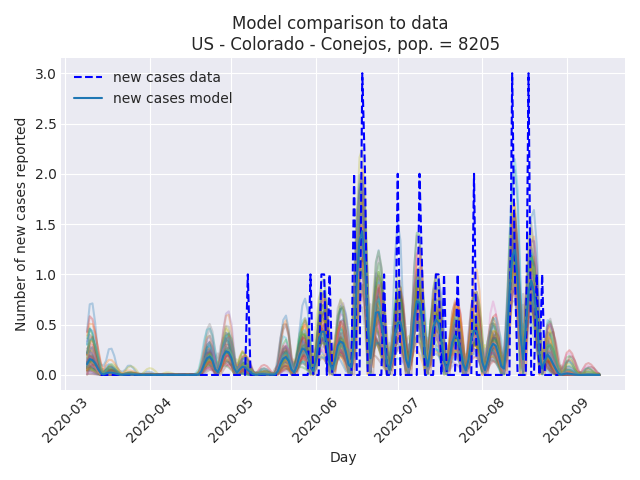 Model comparison to data
US - Colorado - Conejos, pop. = 8205
new cases data
new cases model
Number of new cases reported
3.0
2.5
2.0
1.5
1.0
0.5
0.0
2020-03
2020-04
2020-05
2020-06
2020-07
2020-08
2020-09
Day